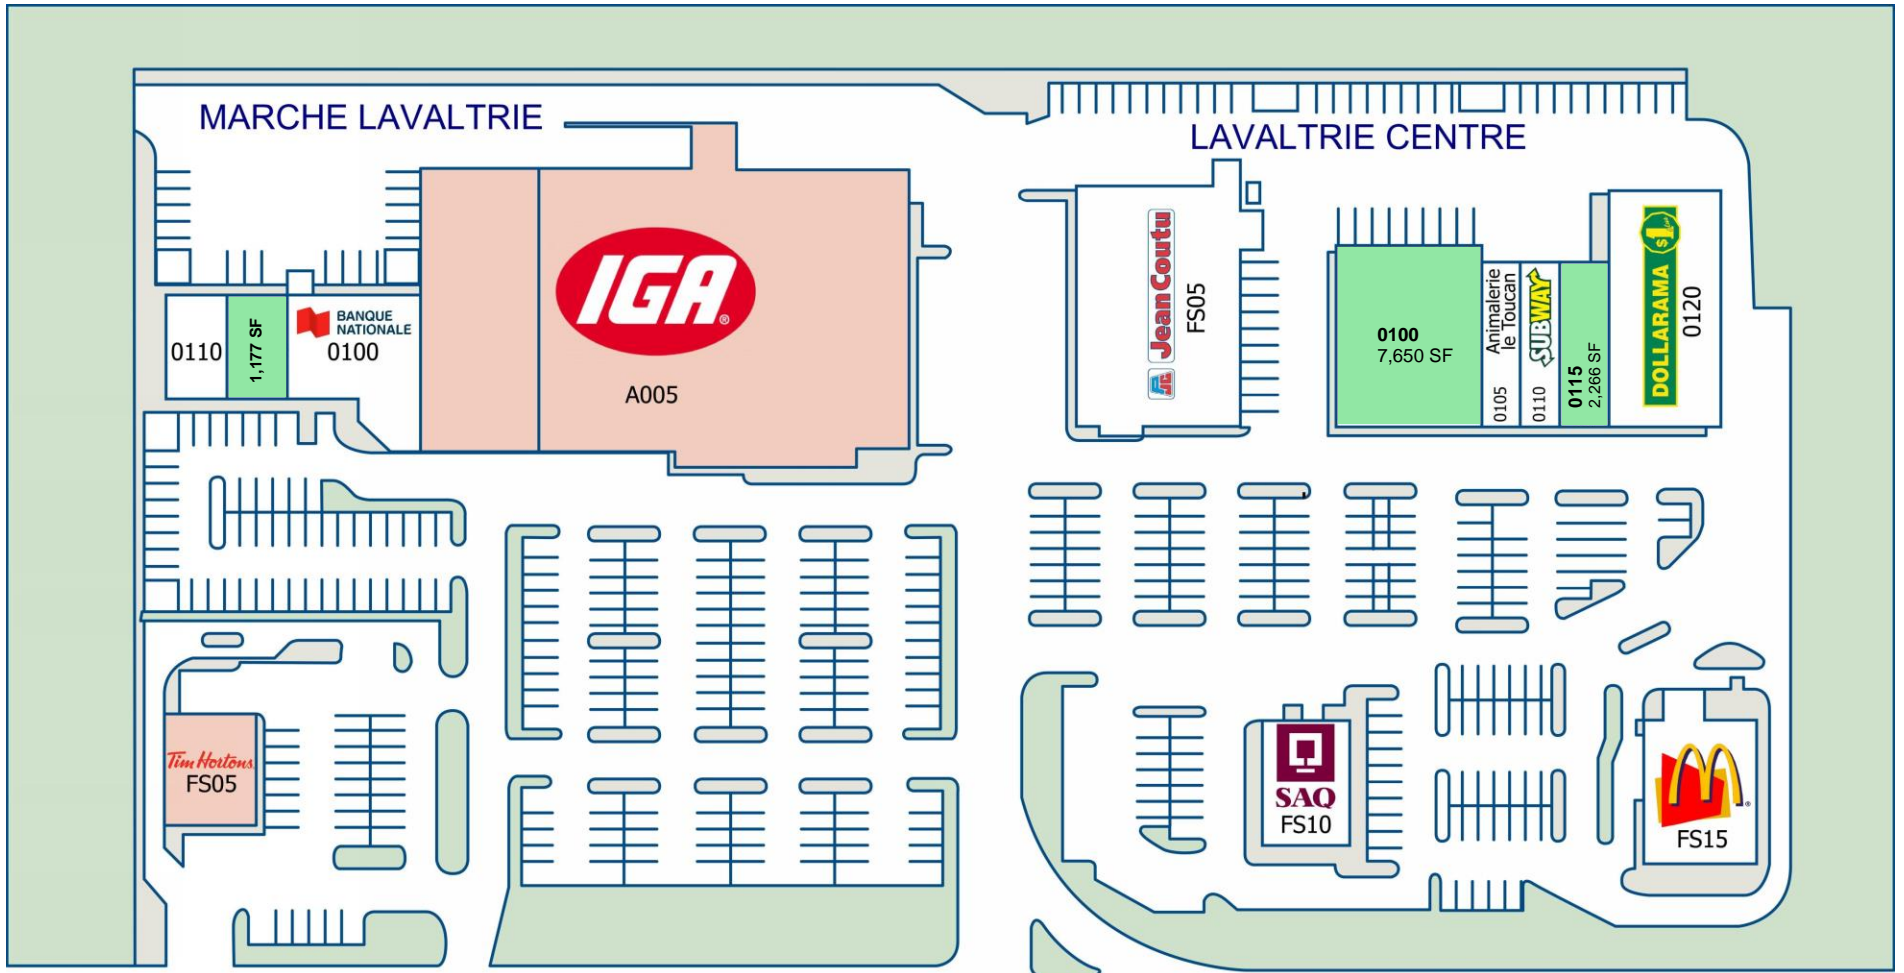 MARCHE LAVALTRIE
LAVALTRIE CENTRE
IGA®
A005
0110
1,177 SF
BANQUE
NATIONALE
0100
Jean Coutu
FS05
0100
7,650 SF
Animalerie
le Toucan
0105
SUBWAY
0110
0115
2,266 SF
DOLLARAMA $1
0120
Tim Hortons
FS05
SAQ
FS10
FS15